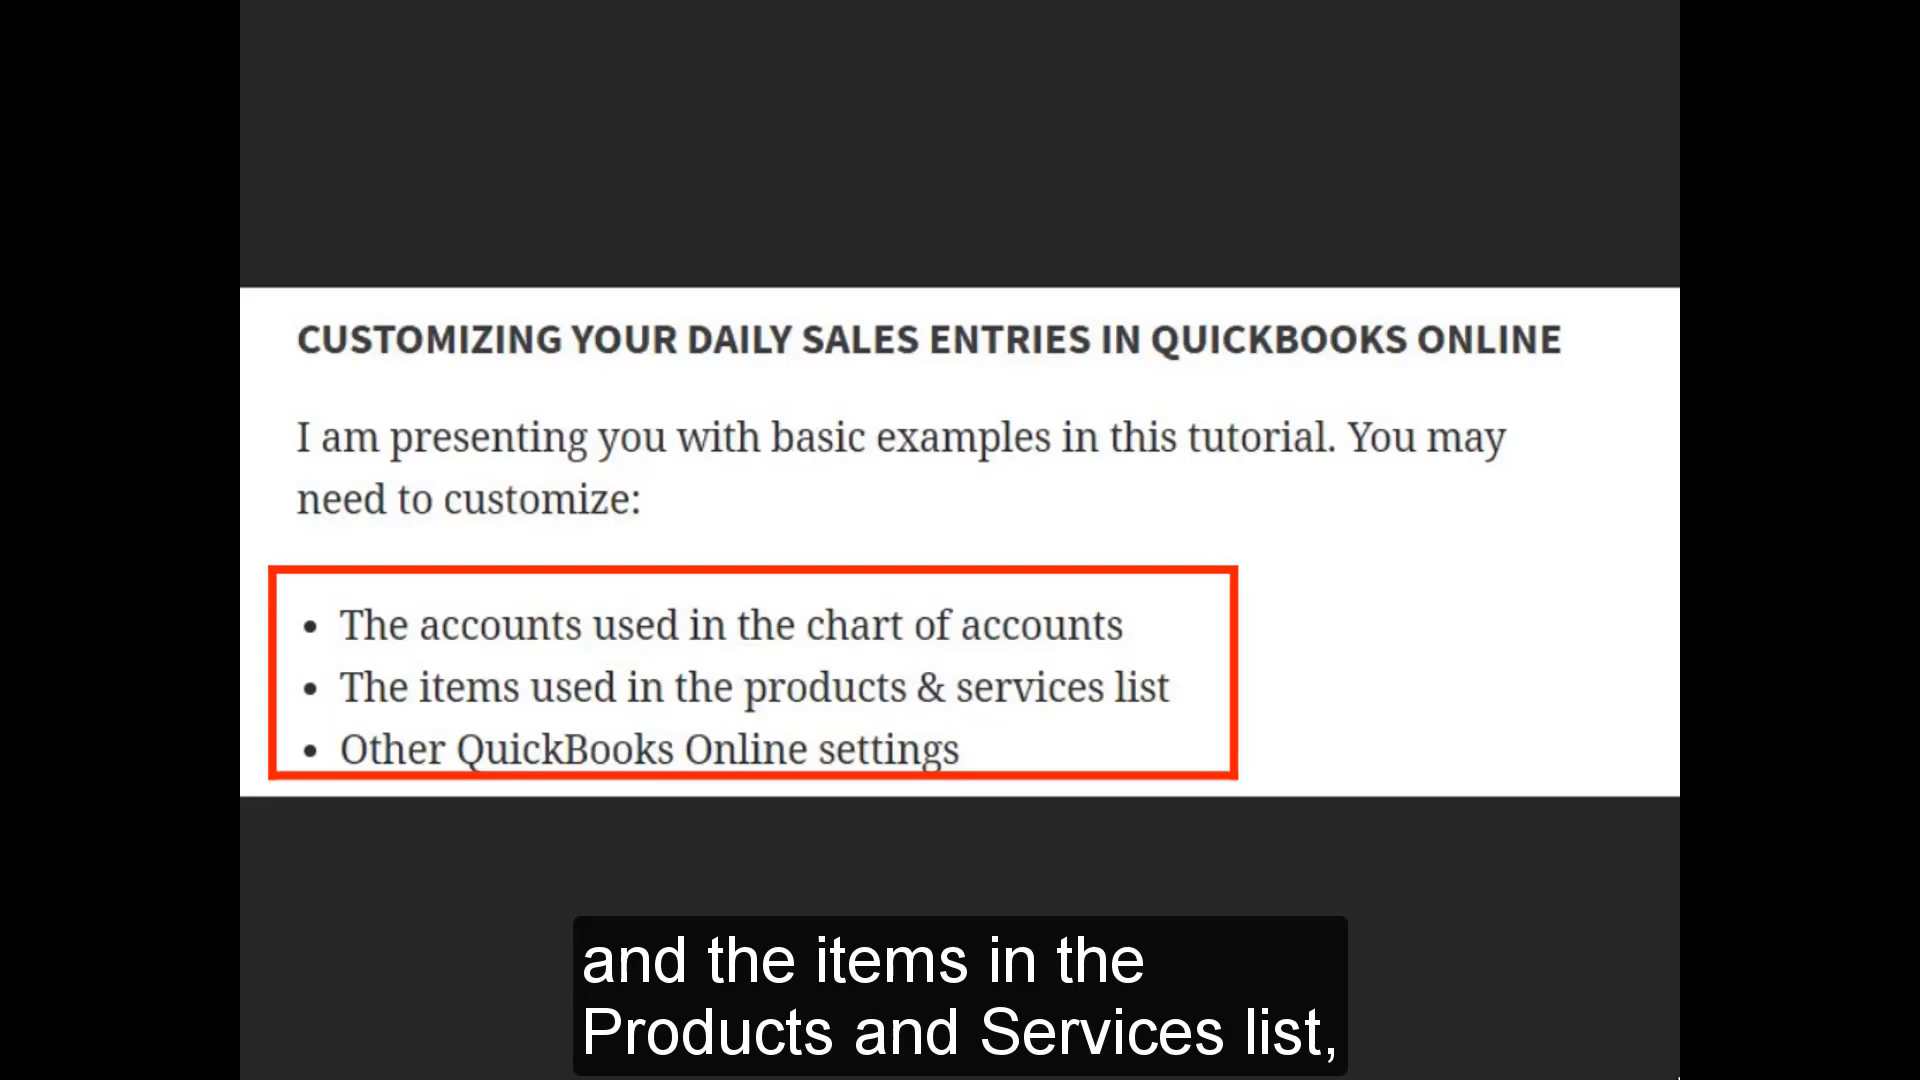 CUSTOMIZING YOUR DAILY SALES ENTRIES IN QUICKBOOKS ONLINE
I am presenting you with basic examples in this tutorial. You may
need to customize:
• The accounts used in the chart of accounts
• The items used in the products & services list
• Other QuickBooks Online settings
and the items in the
Products and Services list,